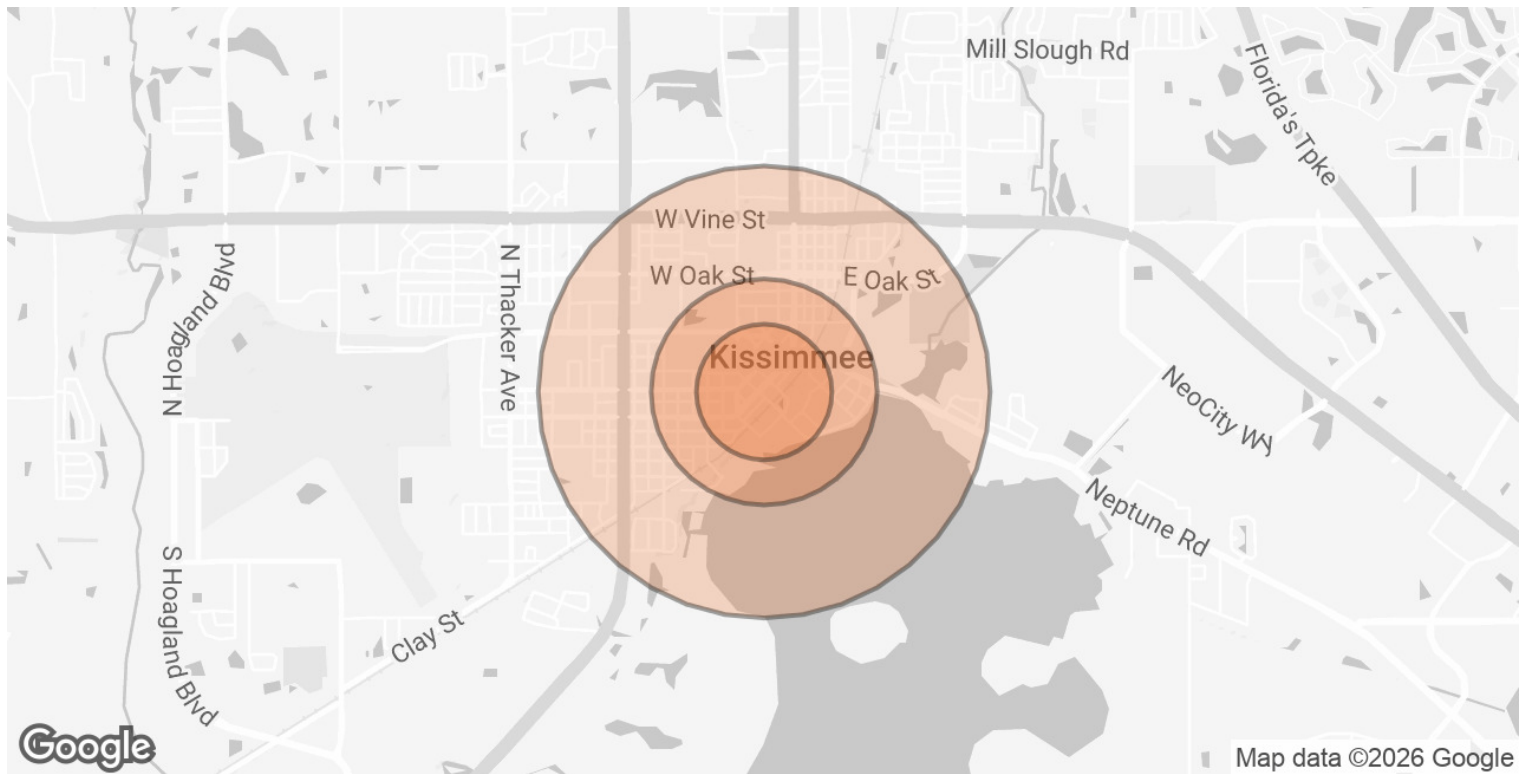 Mill Slough Rd
Florida's Tpke
W Vine St
N Hoagland Blvd
N Thacker Ave
W Oak St
E Oak St
Kissimmee
NeoCity Wy
Neptune Rd
S Hoagland Blvd
Clay St
Google
Map data ©2026 Google